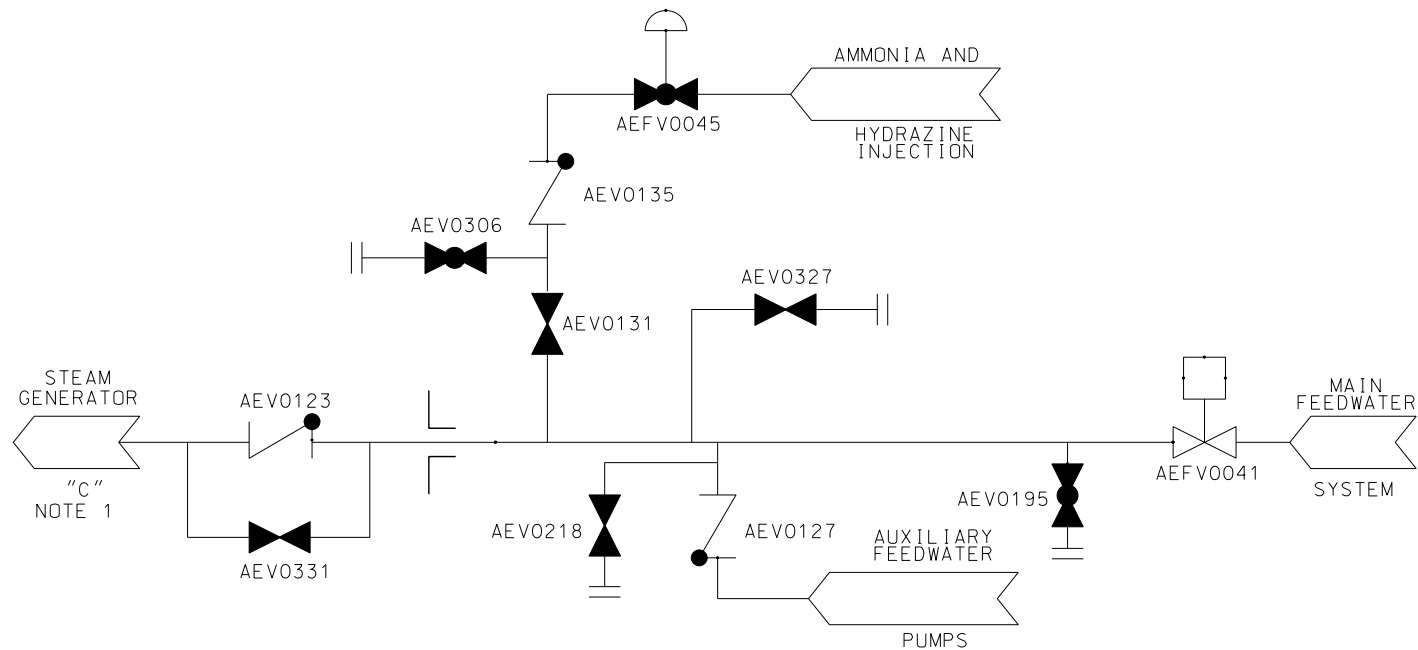 AMMONIA AND
AEFV0045
HYDRAZINE
INJECTION
AEV0135
AEV0306
AEV0327
AEV0131
STEAM
GENERATOR
AEV0123
MAIN
FEEDWATER
"C"
NOTE 1
AEFV0041
SYSTEM
AEV0195
AEV0218
AEV0127
AUXILIARY
FEEDWATER
AEV0331
PUMPS